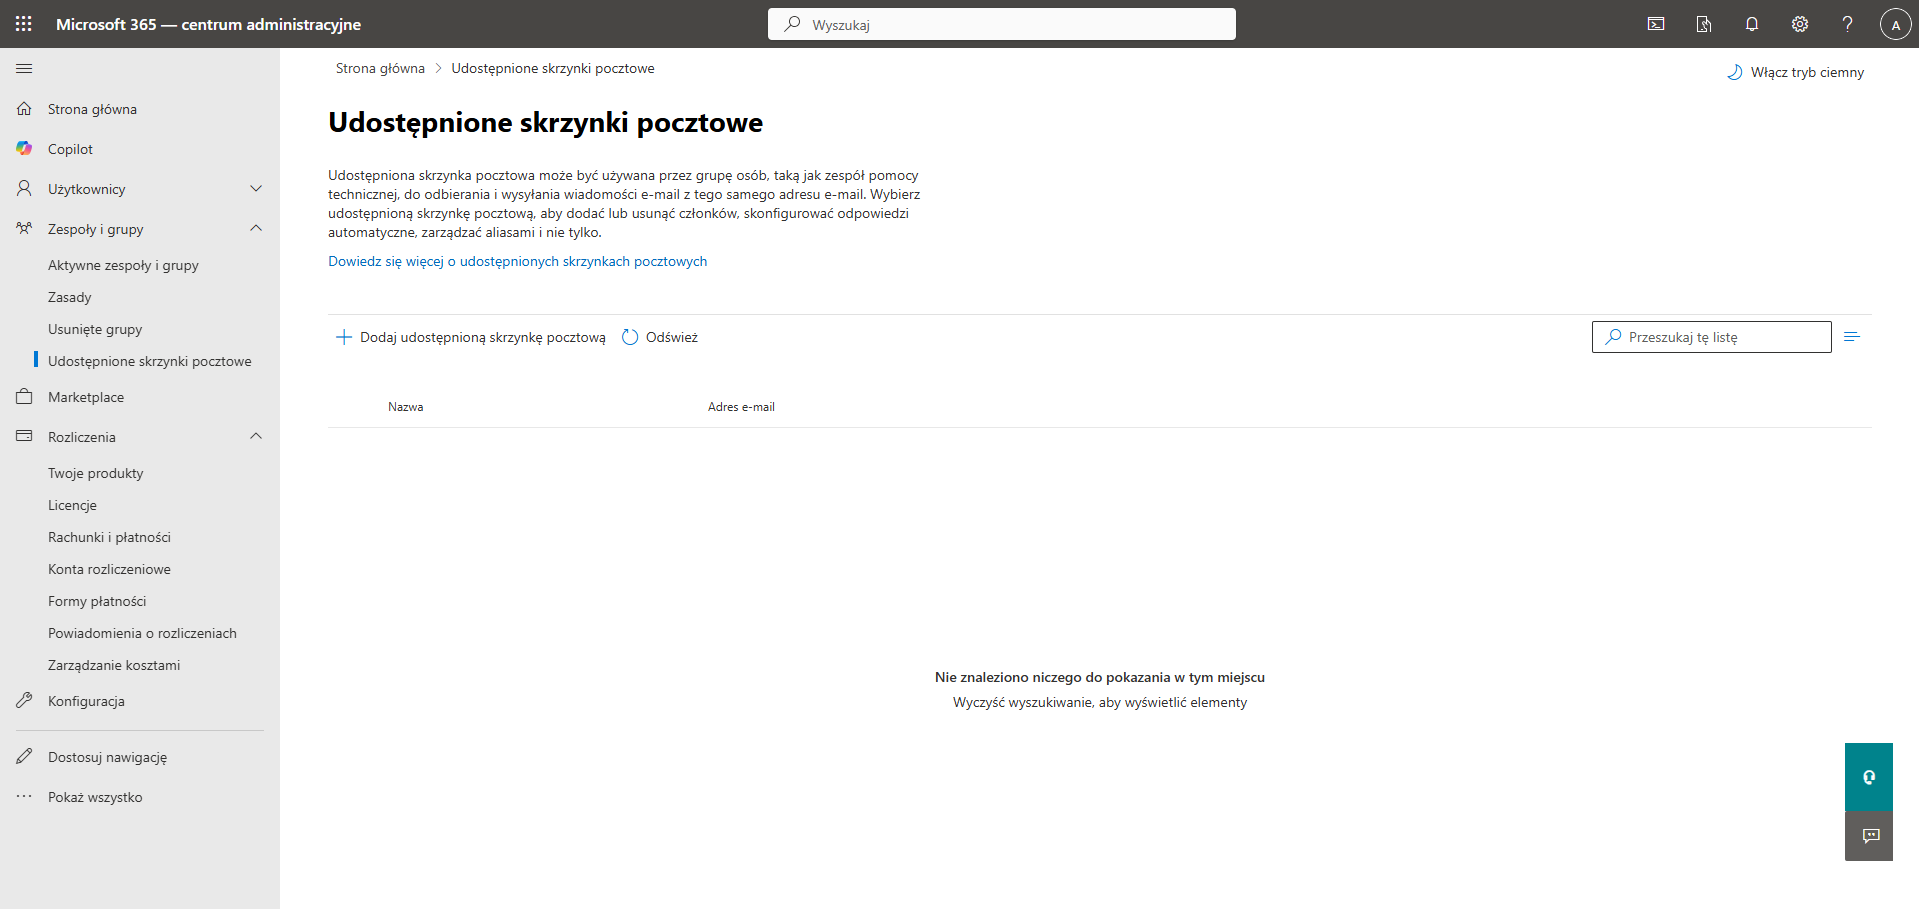 Microsoft 365 — centrum administracyjne
Wyszukaj
A
Strona główna
Copilot
Użytkownicy
Zespoły i grupy
Aktywne zespoły i grupy
Zasady
Usunięte grupy
Udostępnione skrzynki pocztowe
Marketplace
Rozliczenia
Twoje produkty
Licencje
Rachunki i płatności
Konta rozliczeniowe
Formy płatności
Powiadomienia o rozliczeniach
Zarządzanie kosztami
Konfiguracja
Dostosuj nawigację
Pokaż wszystko
Strona główna > Udostępnione skrzynki pocztowe
Włącz tryb ciemny
Udostępnione skrzynki pocztowe
Udostępniona skrzynka pocztowa może być używana przez grupę osób, taką jak zespół pomocy
technicznej, do odbierania i wysyłania wiadomości e-mail z tego samego adresu e-mail. Wybierz
udostępnioną skrzynkę pocztową, aby dodać lub usunąć członków, skonfigurować odpowiedzi
automatyczne, zarządzać aliasami i nie tylko.
Dowiedz się więcej o udostępnionych skrzynkach pocztowych
Dodaj udostępnioną skrzynkę pocztową Odśwież
Przeszukaj tę listę
Nazwa Adres e-mail
Nie znaleziono niczego do pokazania w tym miejscu
Wyczyść wyszukiwanie, aby wyświetlić elementy